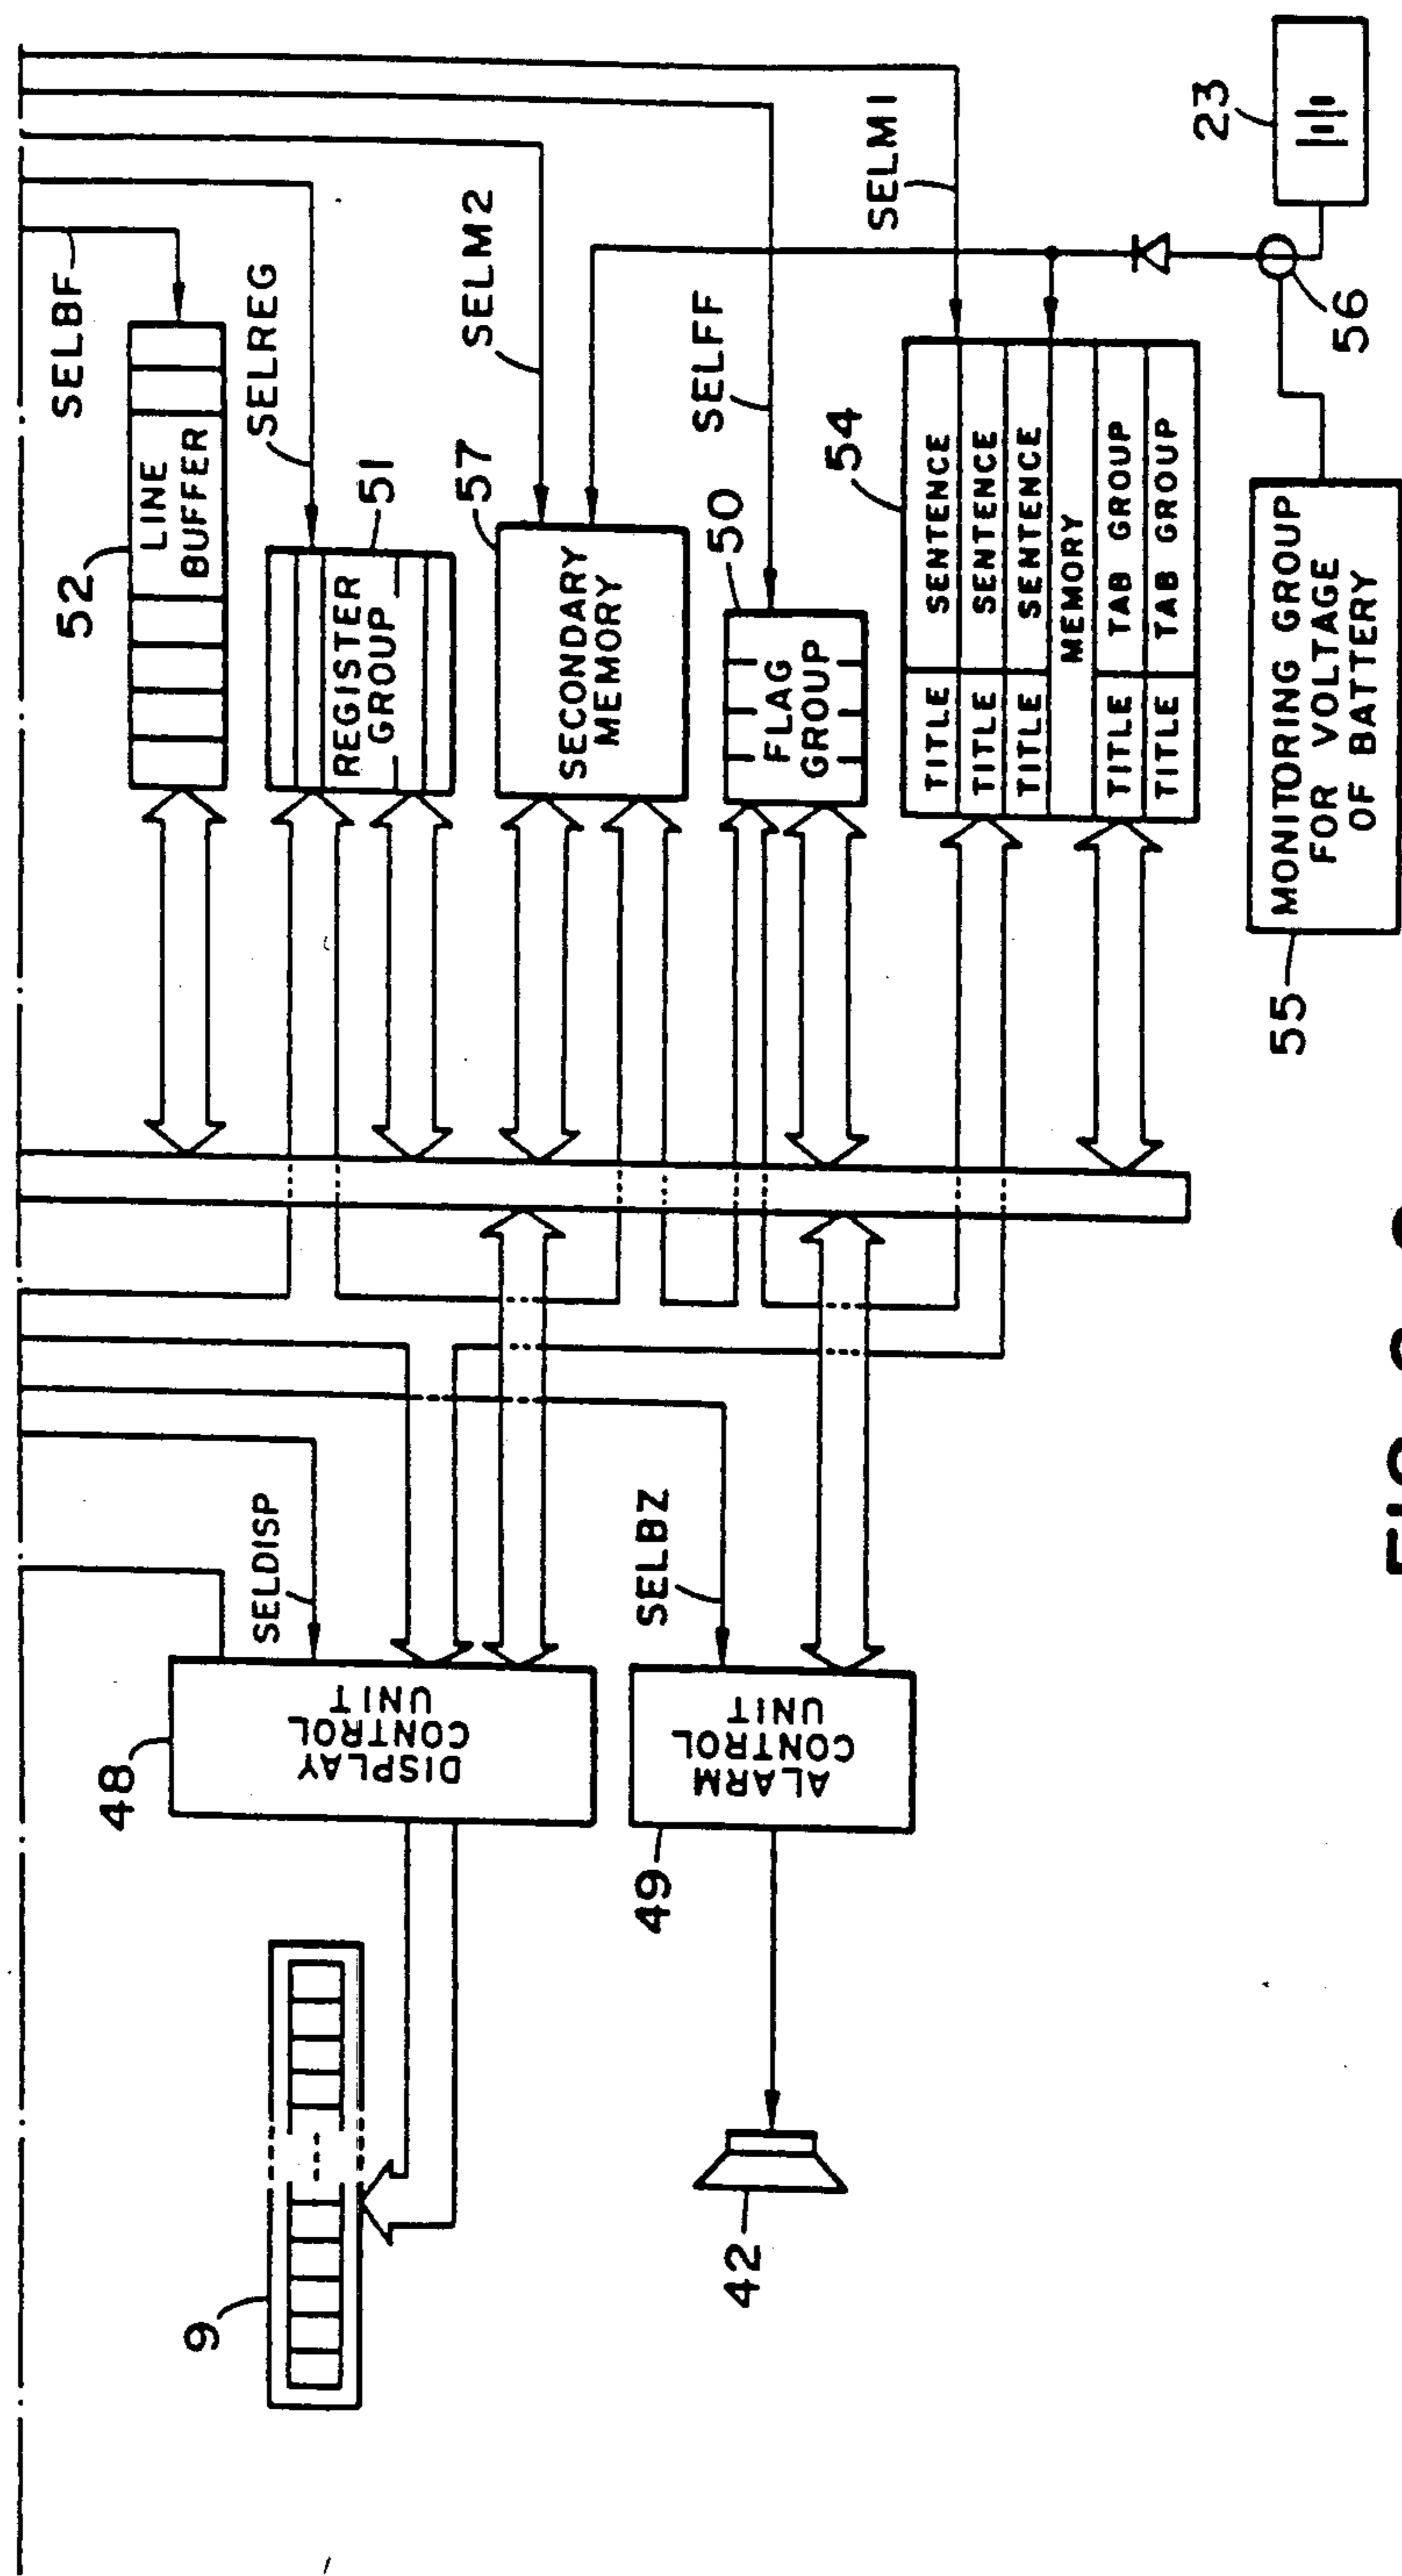 9
48
DISPLAY
CONTROL
UNIT
SELDISP
42
49
ALARM
CONTROL
UNIT
SELBZ
52
LINE
BUFFER
SELBF
REGISTER
GROUP
51
SELREG
57
SECONDARY
MEMORY
SELM2
50
FLAG
GROUP
SELFF
54
TITLE SENTENCE
TITLE SENTENCE
TITLE SENTENCE
MEMORY
TITLE TAB GROUP
TITLE TAB GROUP
SELM1
55
MONITORING GROUP
FOR VOLTAGE
OF BATTERY
56
23